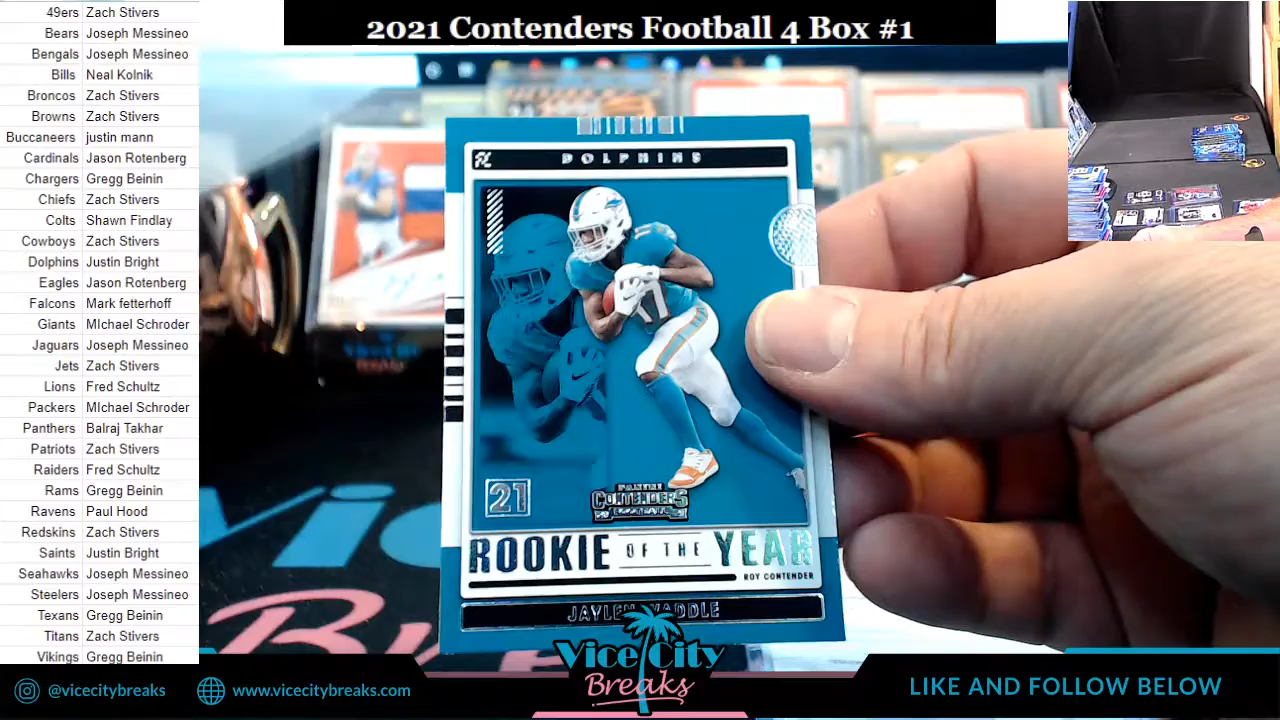 2021 Contenders Football 4 Box #1
49ers Zach Stivers
Bears Joseph Messineo
Bengals Joseph Messineo
Bills Neal Kolnik
Broncos Zach Stivers
Browns Zach Stivers
Buccaneers justin mann
Cardinals Jason Rotenberg
Chargers Gregg Beinin
Chiefs Zach Stivers
Colts Shawn Findlay
Cowboys Zach Stivers
Dolphins Justin Bright
Eagles Jason Rotenberg
Falcons Mark fetterhoff
Giants MIchael Schroder
Jaguars Joseph Messineo
Jets Zach Stivers
Lions Fred Schultz
Packers MIchael Schroder
Panthers Balraj Takhar
Patriots Zach Stivers
Raiders Fred Schultz
Rams Gregg Beinin
Ravens Paul Hood
Redskins Zach Stivers
Saints Justin Bright
Seahawks Joseph Messineo
Steelers Joseph Messineo
Texans Gregg Beinin
Titans Zach Stivers
Vikings Gregg Beinin
DOLPHINS
17
21
PANINI
CONTENDERS
ROOKIE OF THE YEAR
ROY CONTENDER
JAYLEN WADDLE
Vice City
Breaks
@vicecitybreaks
www.vicecitybreaks.com
LIKE AND FOLLOW BELOW